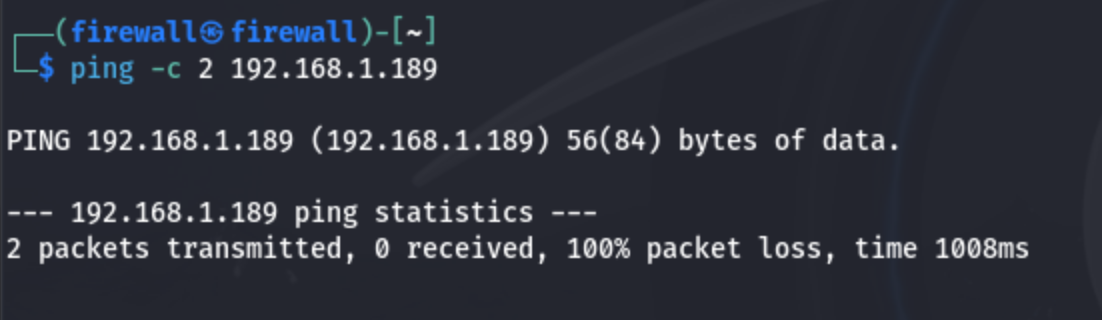 (firewall㉿firewall)-[~]
$ ping -c 2 192.168.1.189
PING 192.168.1.189 (192.168.1.189) 56(84) bytes of data.
--- 192.168.1.189 ping statistics ---
2 packets transmitted, 0 received, 100% packet loss, time 1008ms